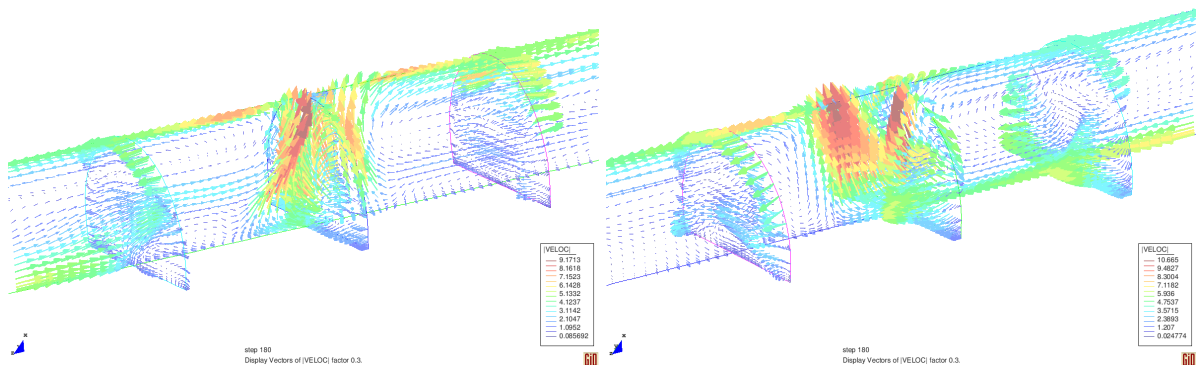 |VELOC|
9.1713
8.1618
7.1523
6.1428
5.1332
4.1237
3.1142
2.1047
1.0952
0.085692
x
z
step 180
Display Vectors of |VELOC| factor 0.3.
GiD
|VELOC|
10.665
9.4827
8.3004
7.1182
5.936
4.7537
3.5715
2.3893
1.207
0.024774
x
z
step 180
Display Vectors of |VELOC| factor 0.3.
GiD